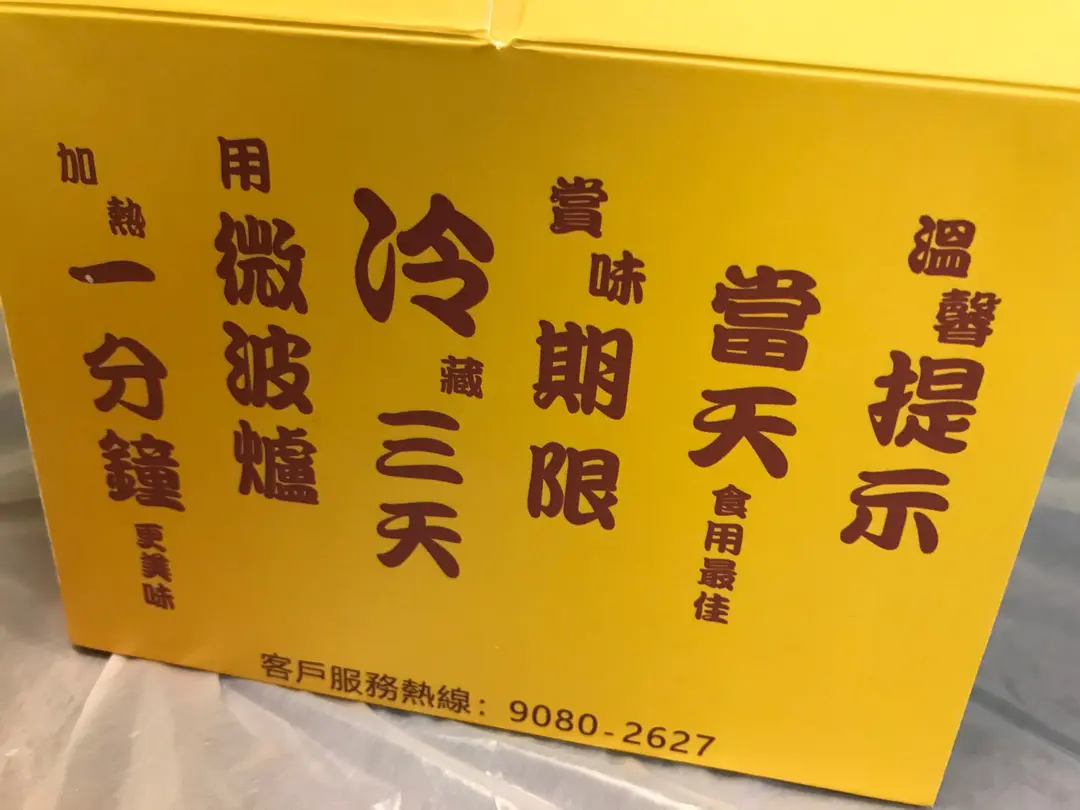 溫馨提示
當天食用最佳
賞味期限
冷藏三天
用微波爐
加熱一分鐘更美味
客戶服務熱線：9080-2627